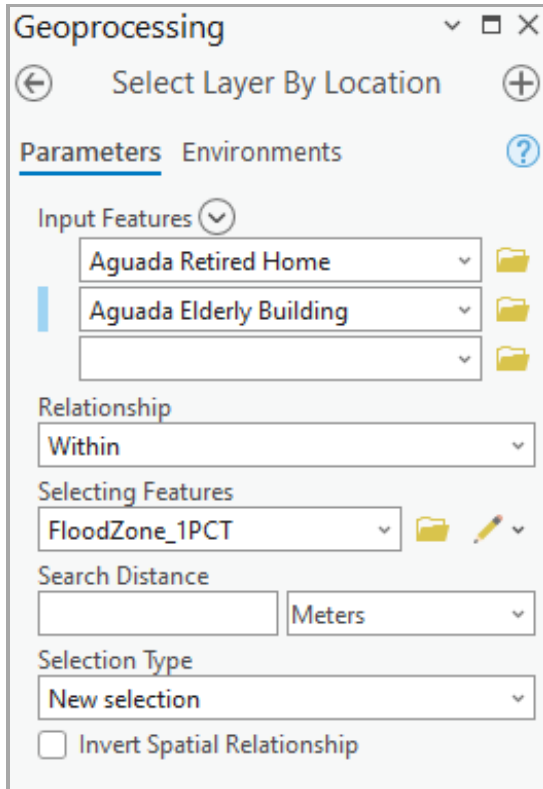 Geoprocessing
Select Layer By Location
Parameters Environments
Input Features
Aguada Retired Home
Aguada Elderly Building
Relationship
Within
Selecting Features
FloodZone_1PCT
Search Distance
Meters
Selection Type
New selection
Invert Spatial Relationship